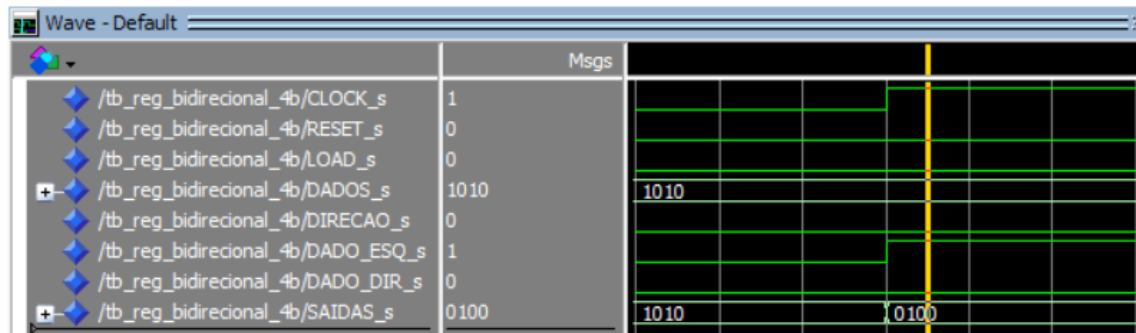 Wave - Default
Msgs
/tb_reg_bidirecional_4b/CLOCK_s 1
/tb_reg_bidirecional_4b/RESET_s 0
/tb_reg_bidirecional_4b/LOAD_s 0
/tb_reg_bidirecional_4b/DADOS_s 1010 1010
/tb_reg_bidirecional_4b/DIRECAO_s 0
/tb_reg_bidirecional_4b/DADO_ESQ_s 1
/tb_reg_bidirecional_4b/DADO_DIR_s 0
/tb_reg_bidirecional_4b/SAIDAS_s 0100 1010 0100